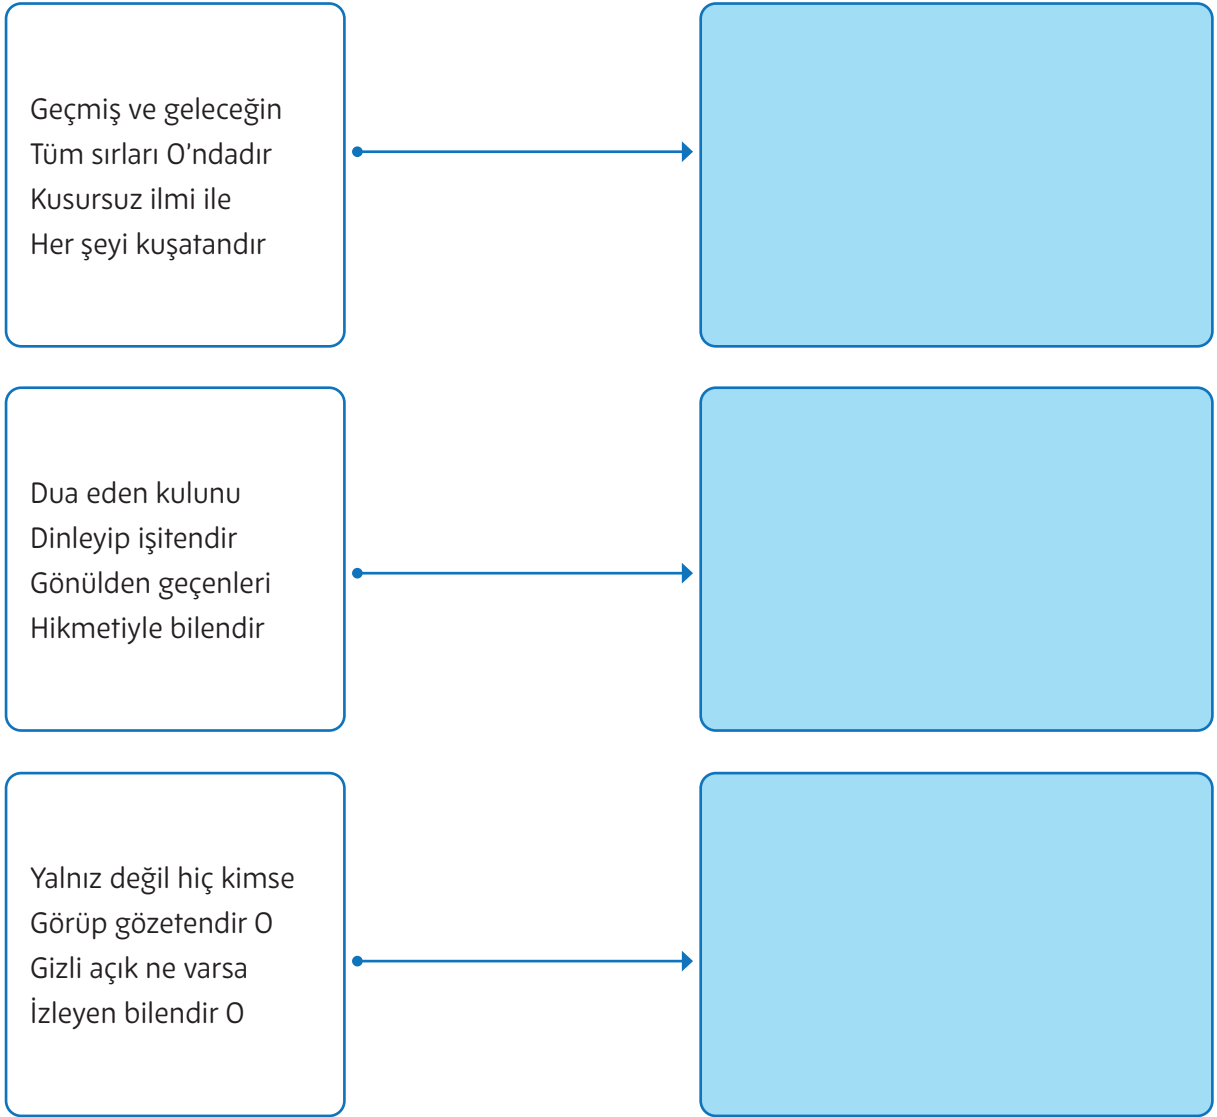 Geçmiş ve geleceğin
Tüm sırları O’ndadır
Kusursuz ilmi ile
Her şeyi kuşatandır
Dua eden kulunu
Dinleyip işitendir
Gönülden geçenleri
Hikmetiyle bilendir
Yalnız değil hiç kimse
Görüp gözetendir O
Gizli açık ne varsa
İzleyen bilendir O